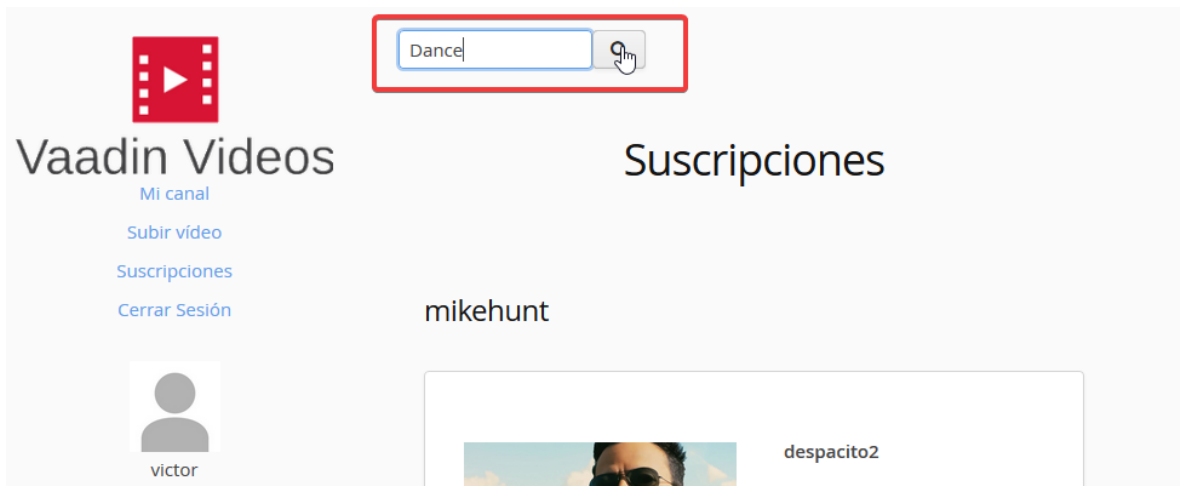 Dance
Vaadin Videos
Mi canal
Subir vídeo
Suscripciones
Cerrar Sesión
victor
Suscripciones
mikehunt
despacito2